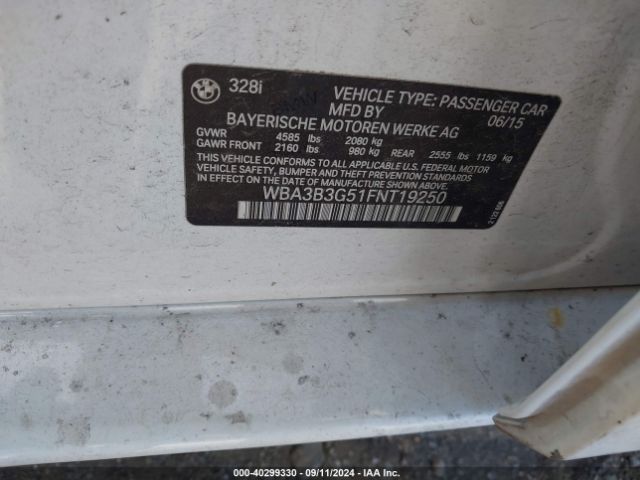 328i
VEHICLE TYPE: PASSENGER CAR
MFD BY 06/15
BAYERISCHE MOTOREN WERKE AG
GVWR 4585 lbs 2080 kg
GAWR FRONT 2160 lbs 980 kg REAR 2555 lbs 1159 kg
THIS VEHICLE CONFORMS TO ALL APPLICABLE U.S. FEDERAL MOTOR
VEHICLE SAFETY, BUMPER, AND THEFT PREVENTION STANDARDS IN
EFFECT ON THE DATE OF MANUFACTURE SHOWN ABOVE.
WBA3B3G51FNT19250
000-40299330 - 09/11/2024 - IAA Inc.